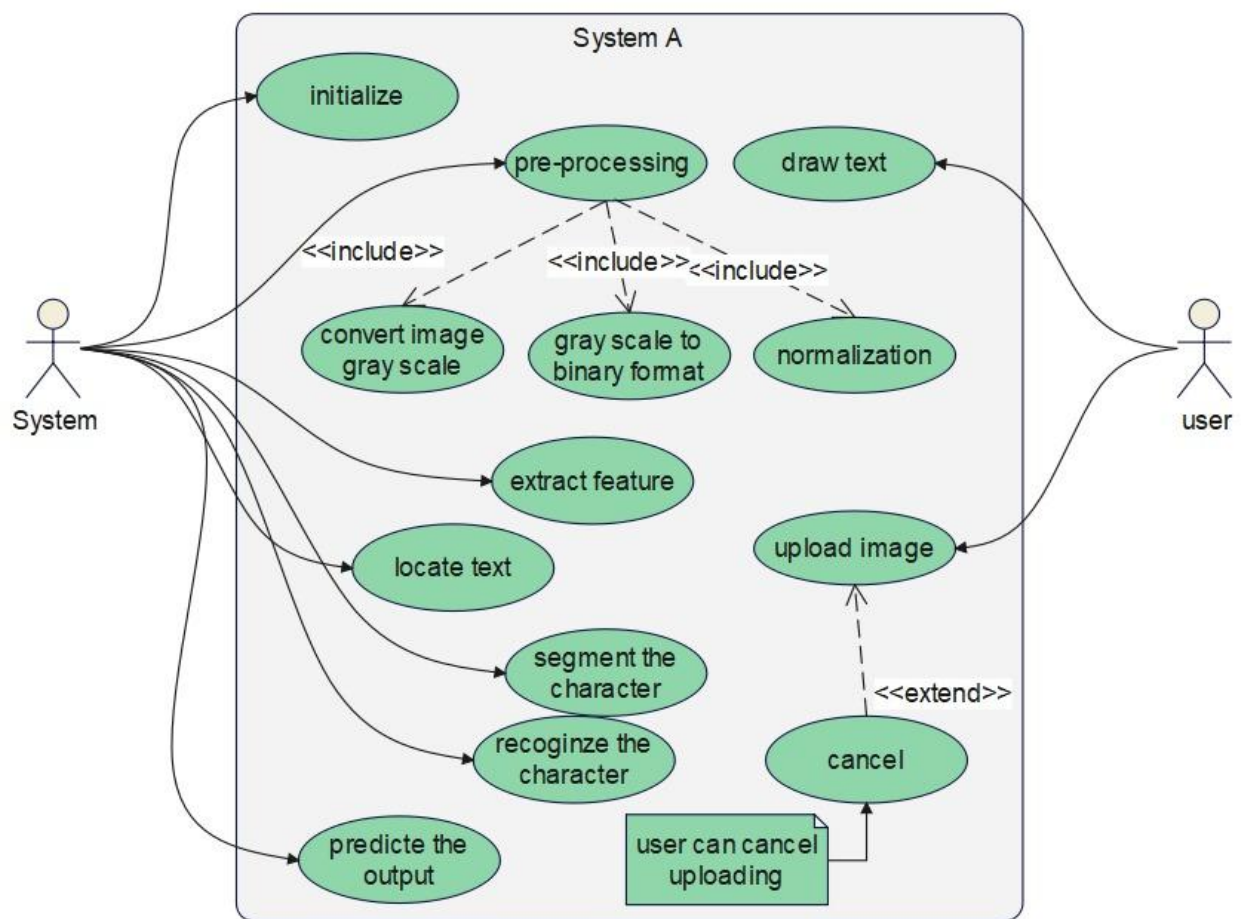 System A
initialize
pre-processing
draw text
<<include>>
<<include>>
<<include>>
convert image
gray scale
gray scale to
binary format
normalization
System
user
extract feature
locate text
upload image
segment the
character
<<extend>>
recoginze the
character
cancel
predicte the
output
user can cancel
uploading